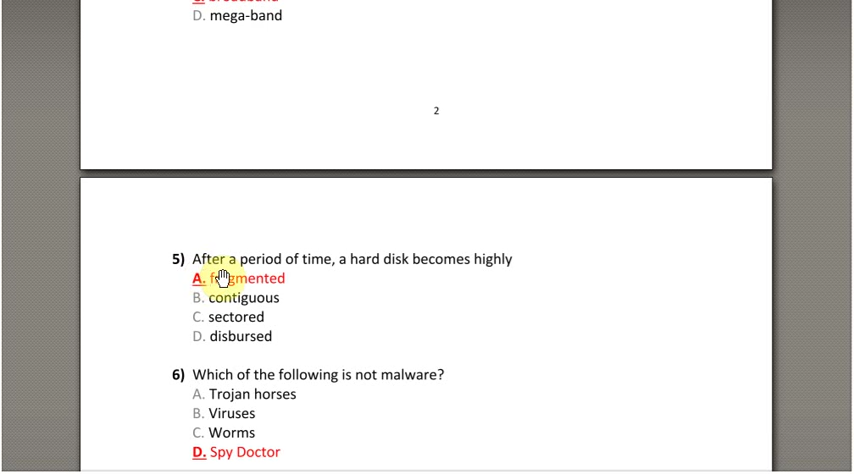 D. mega-band
2
5) After a period of time, a hard disk becomes highly
A. fragmented
B. contiguous
C. sectored
D. disbursed
6) Which of the following is not malware?
A. Trojan horses
B. Viruses
C. Worms
D. Spy Doctor